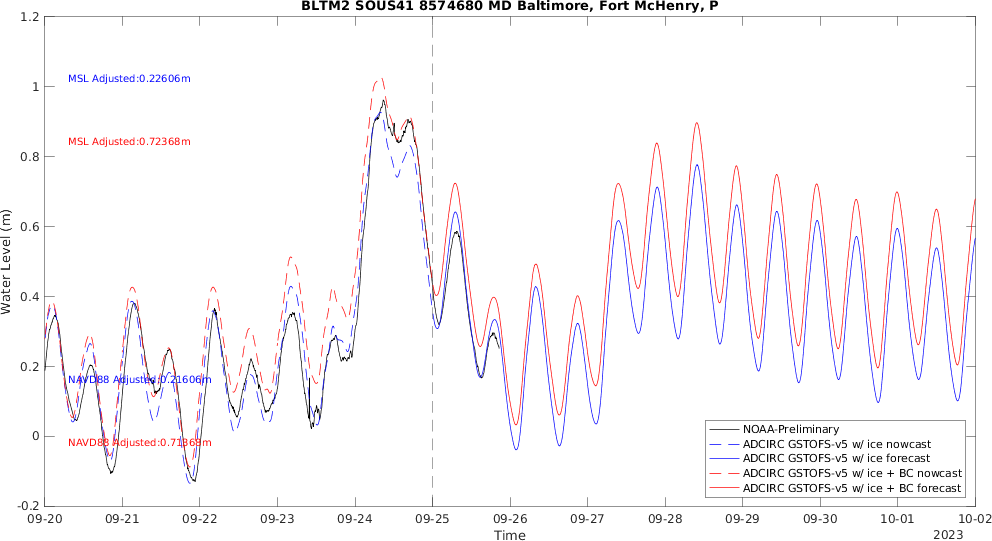 BLTM2 SOUS41 8574680 MD Baltimore, Fort McHenry, P
1.2
1
0.8
0.6
0.4
0.2
0
-0.2
Water Level (m)
MSL Adjusted:0.22606m
MSL Adjusted:0.72368m
NAVD88 Adjusted:0.21606m
NAVD88 Adjusted:0.71368m
NOAA-Preliminary
ADCIRC GSTOFS-v5 w/ ice nowcast
ADCIRC GSTOFS-v5 w/ ice forecast
ADCIRC GSTOFS-v5 w/ ice + BC nowcast
ADCIRC GSTOFS-v5 w/ ice + BC forecast
09-20 09-21 09-22 09-23 09-24 09-25 09-26 09-27 09-28 09-29 09-30 10-01 10-02
Time
2023